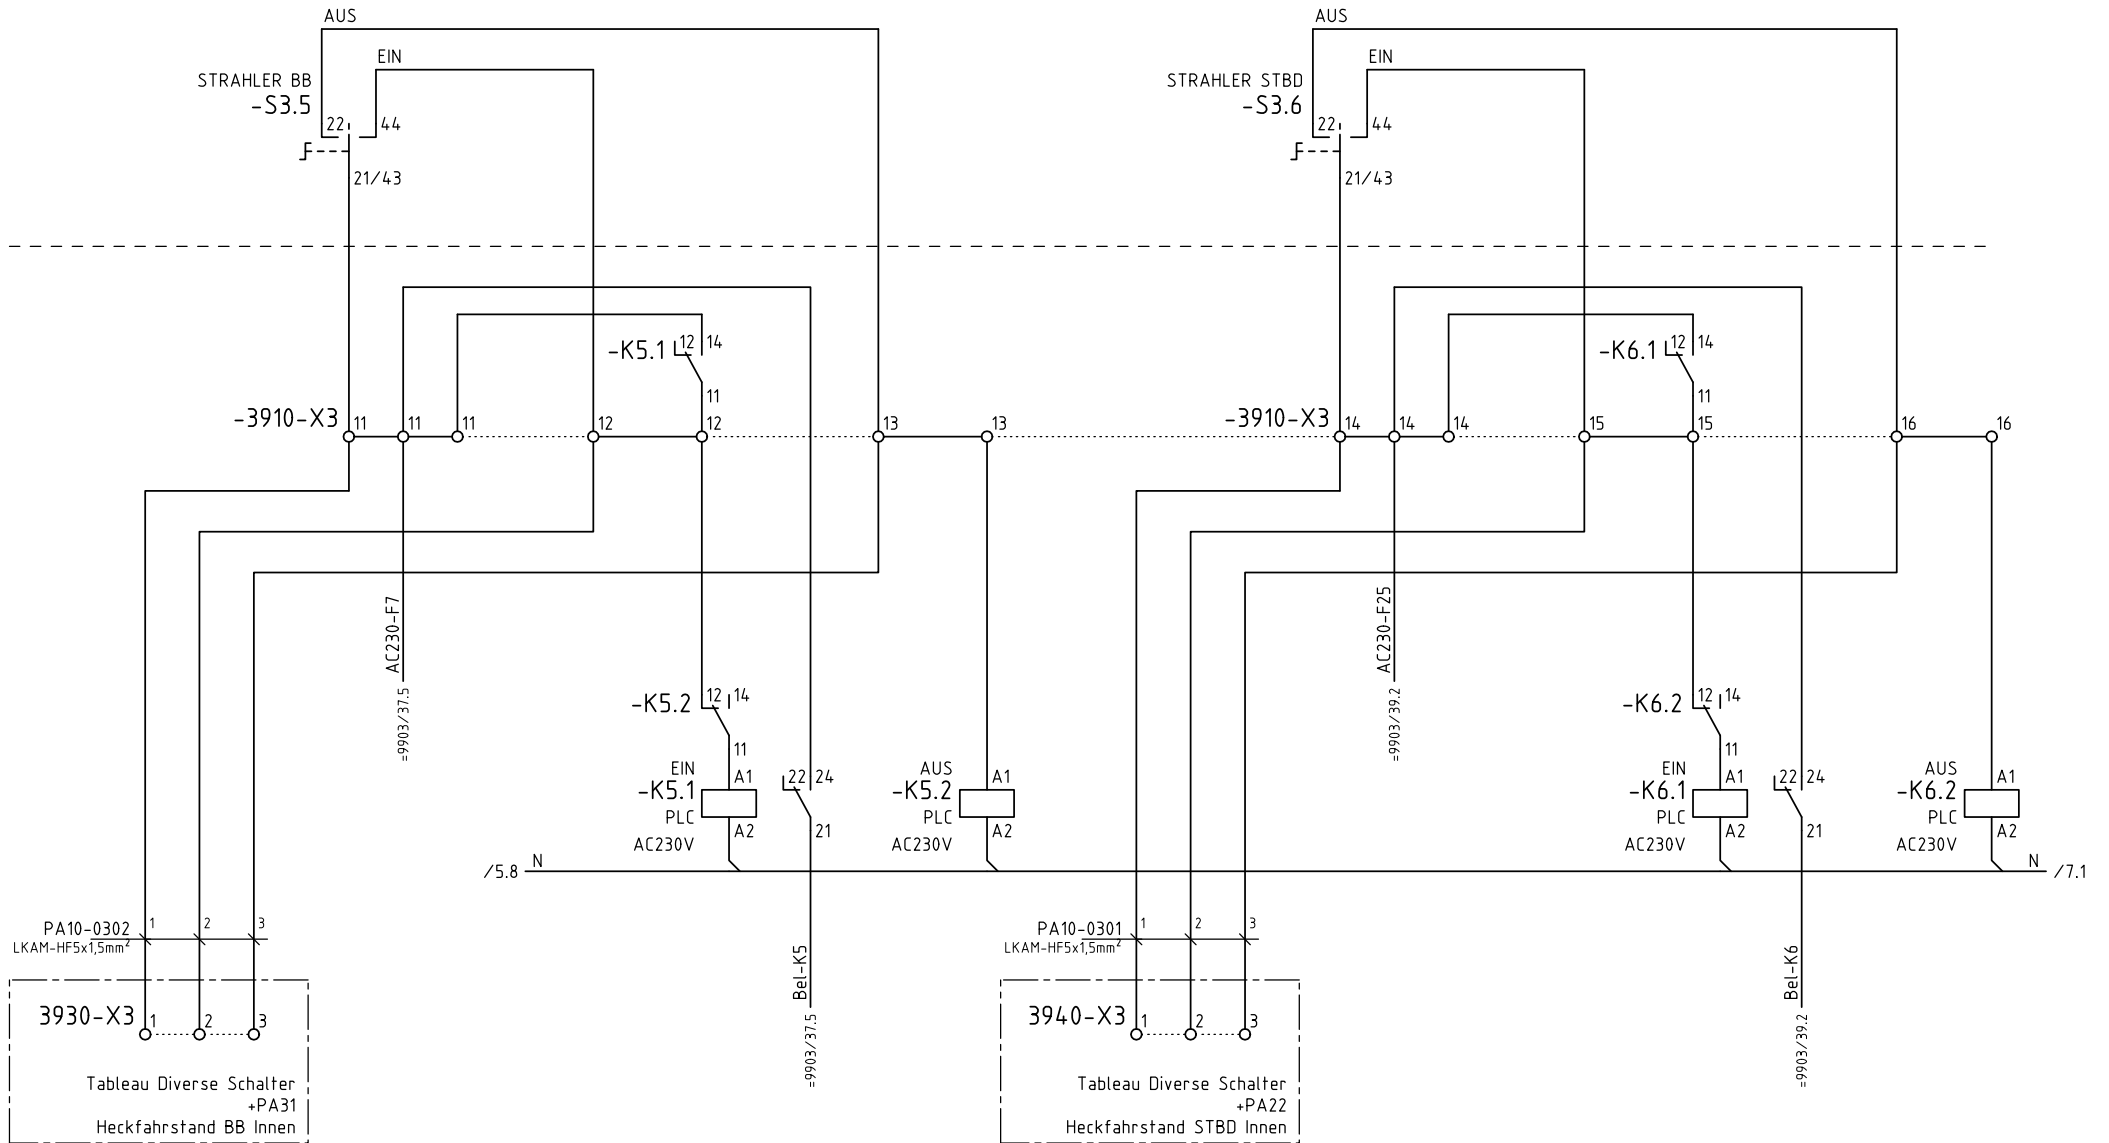 AUS
EIN
STRAHLER BB
-S3.5
22
44
21/43
AUS
EIN
STRAHLER STBD
-S3.6
22
44
21/43
-K5.1
12
14
11
-3910-X3
11
11
11
12
12
13
13
-K6.1
12
14
11
-3910-X3
14
14
14
15
15
16
16
AC230-F7
=9903/37.5
-K5.2
12
14
11
EIN
-K5.1
PLC
AC230V
A1
A2
22
24
21
AUS
-K5.2
PLC
AC230V
A1
A2
AC230-F25
=9903/39.2
-K6.2
12
14
11
EIN
-K6.1
PLC
AC230V
A1
A2
22
24
21
AUS
-K6.2
PLC
AC230V
A1
A2
/5.8
N
N
/7.1
PA10-0302
LKAM-HF5x1,5mm²
1
2
3
Bel-K5
=9903/37.5
PA10-0301
LKAM-HF5x1,5mm²
1
2
3
Bel-K6
=9903/39.2
3930-X3
1
2
3
Tableau Diverse Schalter
+PA31
Heckfahrstand BB Innen
3940-X3
1
2
3
Tableau Diverse Schalter
+PA22
Heckfahrstand STBD Innen